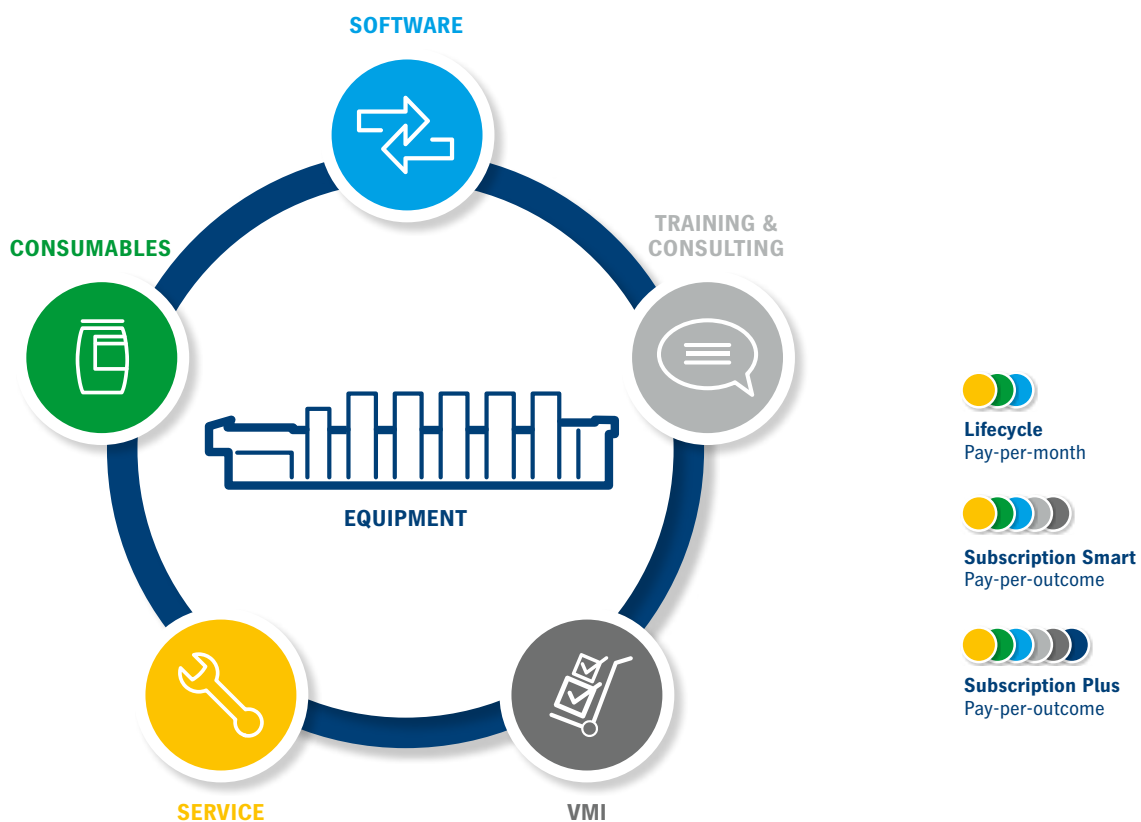 SOFTWARE
TRAINING &
CONSULTING
CONSUMABLES
EQUIPMENT
SERVICE
VMI
Lifecycle
Pay-per-month
Subscription Smart
Pay-per-outcome
Subscription Plus
Pay-per-outcome